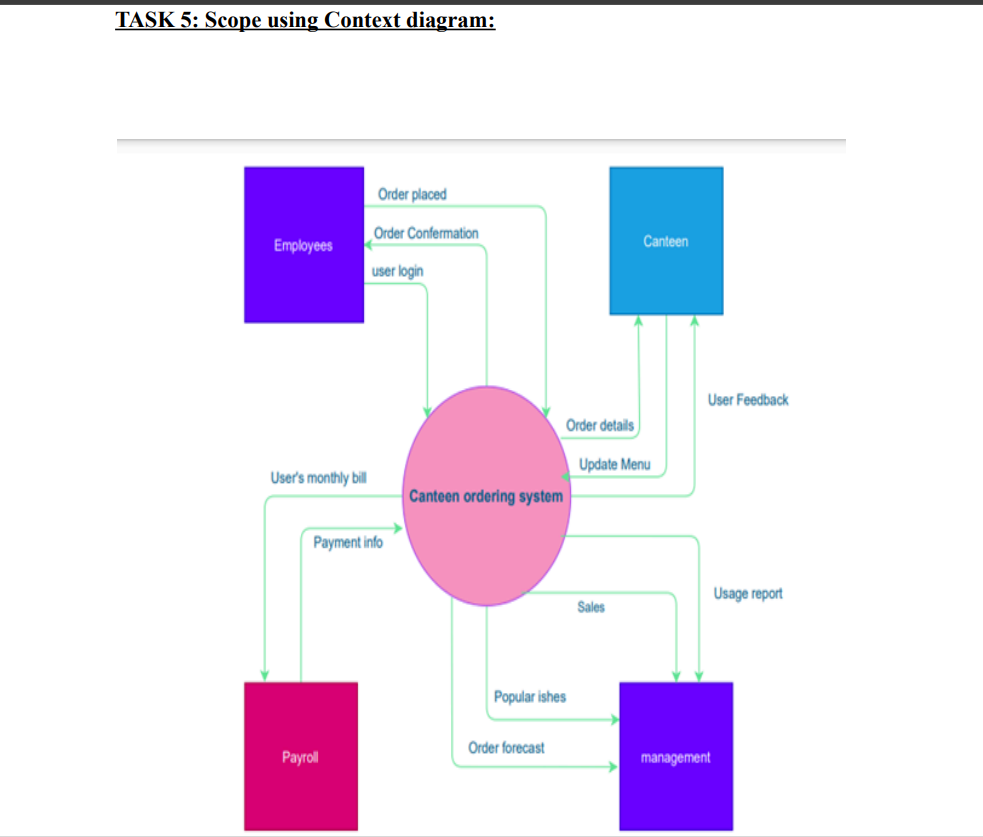 TASK 5: Scope using Context diagram:
Order placed
Employees
Order Confermation
user login
Canteen
User Feedback
Order details
Update Menu
User's monthly bill
Canteen ordering system
Payment info
Usage report
Sales
Popular ishes
Order forecast
Payroll
management